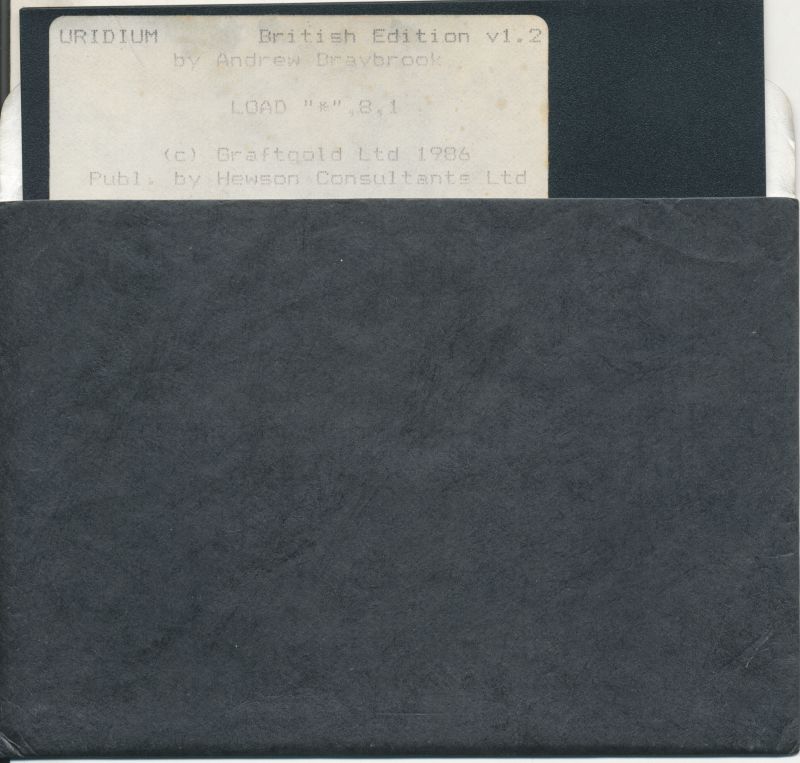 URIDIUM British Edition v1.2
by Andrew Braybrook
LOAD "*",8,1
(c) Graftgold Ltd 1986
Publ. by Hewson Consultants Ltd